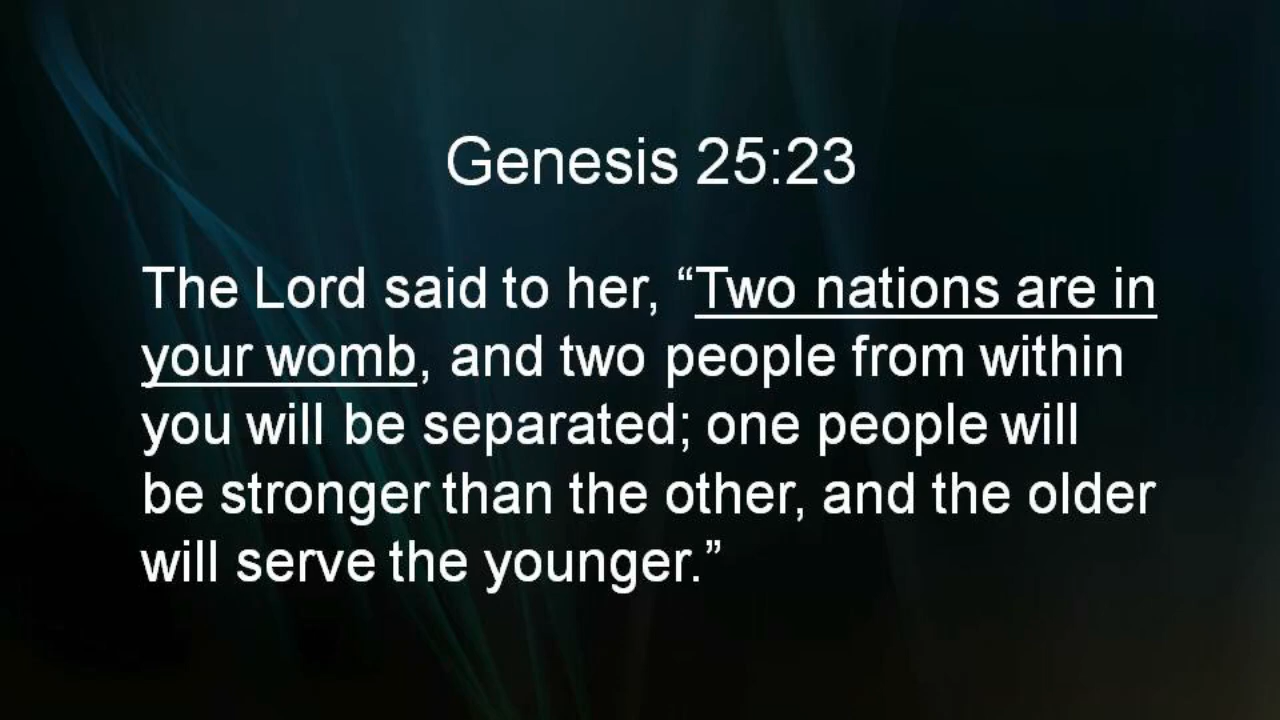 Genesis 25:23
The Lord said to her, “Two nations are in
your womb, and two people from within
you will be separated; one people will
be stronger than the other, and the older
will serve the younger.”